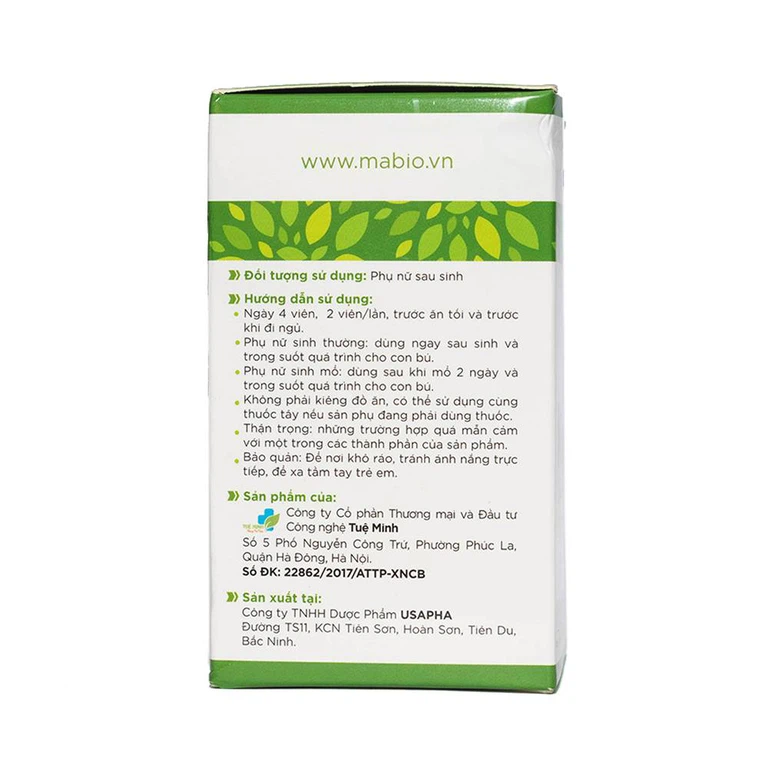 www.mabio.vn
Đối tượng sử dụng: Phụ nữ sau sinh
Hướng dẫn sử dụng:
Ngày 4 viên, 2 viên/lần, trước ăn tối và trước
khi đi ngủ.
Phụ nữ sinh thường: dùng ngay sau sinh và
trong suốt quá trình cho con bú.
Phụ nữ sinh mổ: dùng sau khi mổ 2 ngày và
trong suốt quá trình cho con bú.
Không phải kiêng đồ ăn, có thể sử dụng cùng
thuốc tây nếu sản phụ đang phải dùng thuốc.
Thận trọng: những trường hợp quá mẫn cảm
với một trong các thành phần của sản phẩm.
Bảo quản: Để nơi khô ráo, tránh ánh nắng trực
tiếp, để xa tầm tay trẻ em.
Sản phẩm của:
Công ty Cổ phần Thương mại và Đầu tư
Công nghệ Tuệ Minh
TUỆ MINH
Số 5 Phố Nguyễn Công Trứ, Phường Phúc La,
Quận Hà Đông, Hà Nội.
Số ĐK: 22862/2017/ATTP-XNCB
Sản xuất tại:
Công ty TNHH Dược Phẩm USAPHA
Đường TS11, KCN Tiên Sơn, Hoàn Sơn, Tiên Du,
Bắc Ninh.